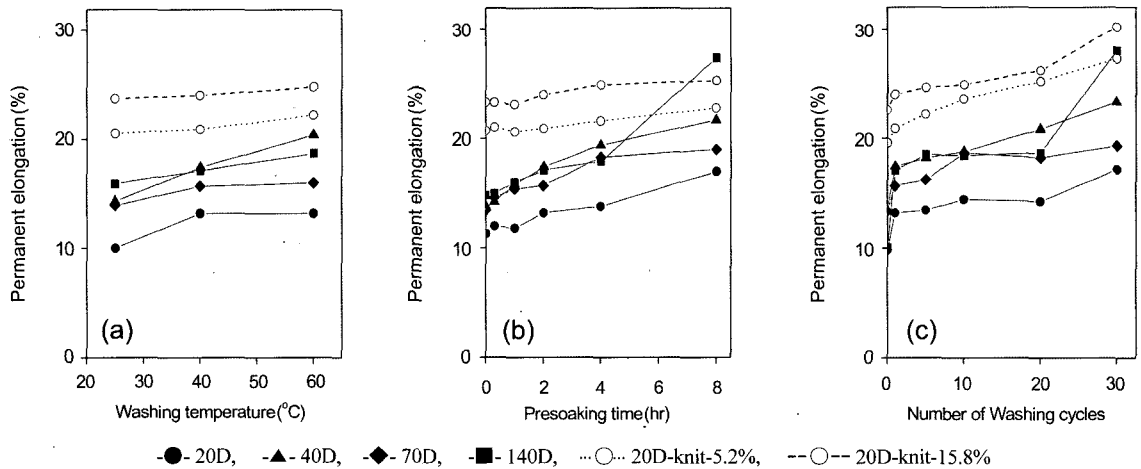 Permanent elongation (%)
30
20
10
0
(a)
20 30 40 50 60
Washing temperature (°C)
Permanent elongation (%)
30
20
10
0
(b)
0 2 4 6 8
Presoaking time (hr)
Permanent elongation (%)
30
20
10
0
(c)
0 10 20 30
Number of Washing cycles
20D, 40D, 70D, 140D, 20D-knit-5.2%, 20D-knit-15.8%